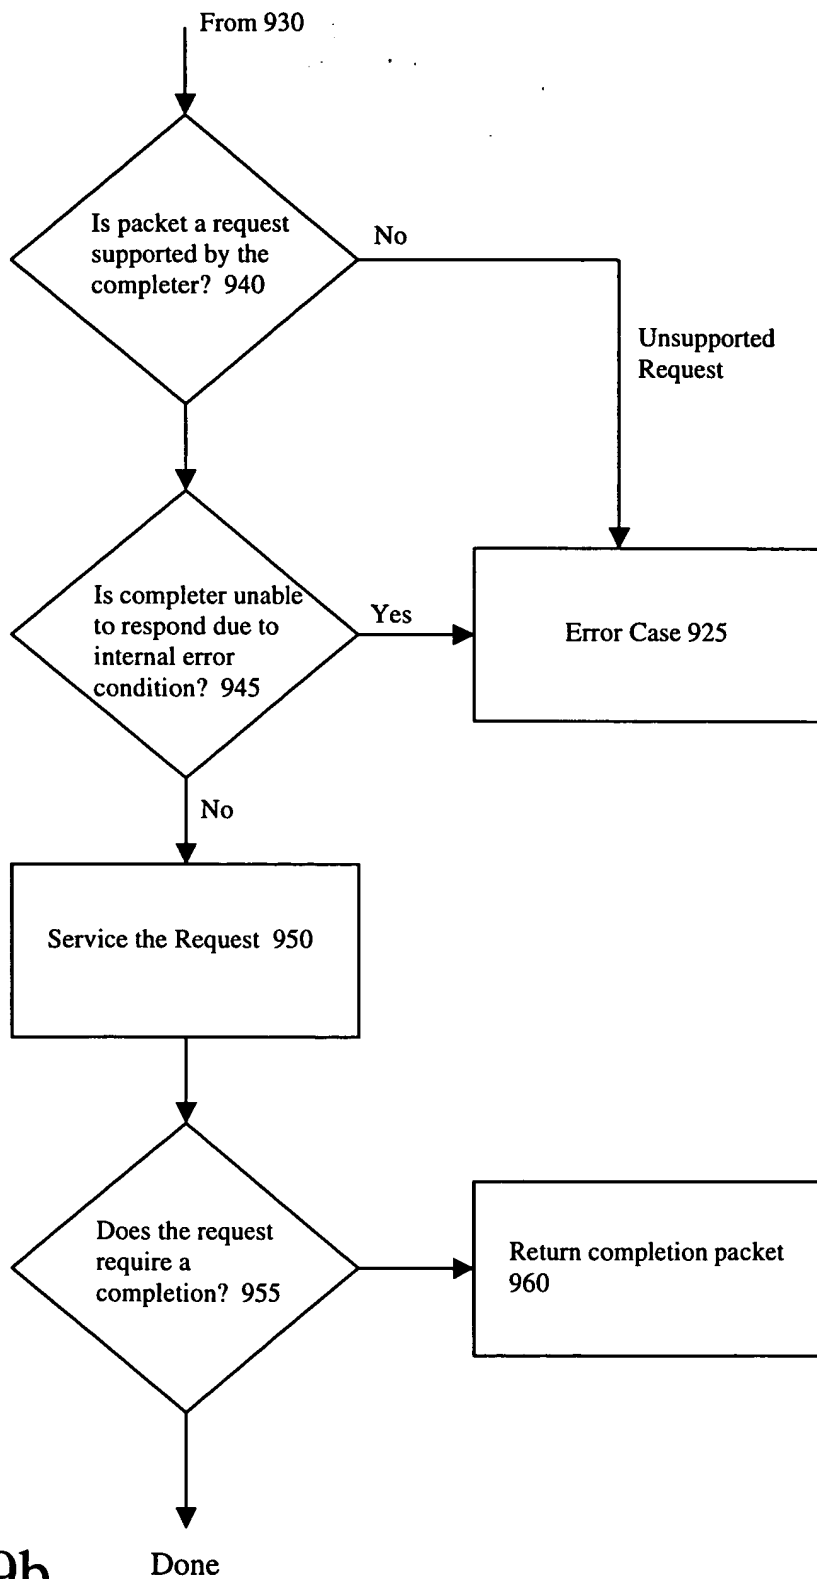 From 930
Is packet a request
supported by the
completer? 940
No
Unsupported
Request
Is completer unable
to respond due to
internal error
condition? 945
Yes
Error Case 925
No
Service the Request 950
Does the request
require a
completion? 955
Return completion packet
960
9b
Done